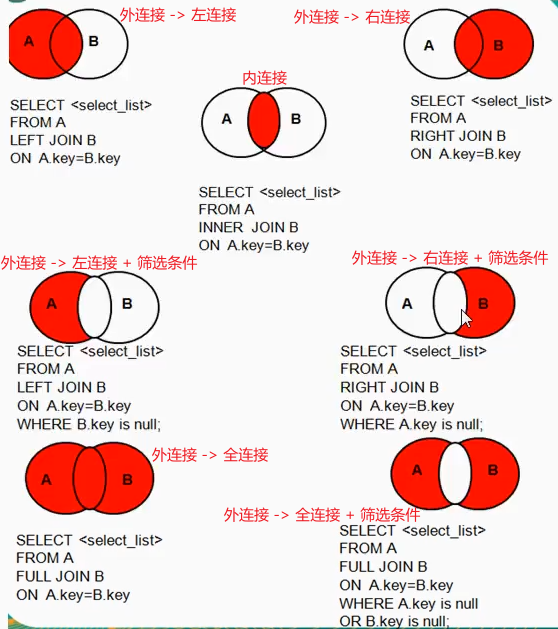 外连接 -> 左连接
A B
SELECT <select_list>
FROM A
LEFT JOIN B
ON A.key=B.key
外连接 -> 右连接
A B
SELECT <select_list>
FROM A
RIGHT JOIN B
ON A.key=B.key
内连接
A B
SELECT <select_list>
FROM A
INNER JOIN B
ON A.key=B.key
外连接 -> 左连接 + 筛选条件
A B
SELECT <select_list>
FROM A
LEFT JOIN B
ON A.key=B.key
WHERE B.key is null;
外连接 -> 右连接 + 筛选条件
A B
SELECT <select_list>
FROM A
RIGHT JOIN B
ON A.key=B.key
WHERE A.key is null;
外连接 -> 全连接
A B
SELECT <select_list>
FROM A
FULL JOIN B
ON A.key=B.key
A B
外连接 -> 全连接 + 筛选条件
SELECT <select_list>
FROM A
FULL JOIN B
ON A.key=B.key
WHERE A.key is null
OR B.key is null;